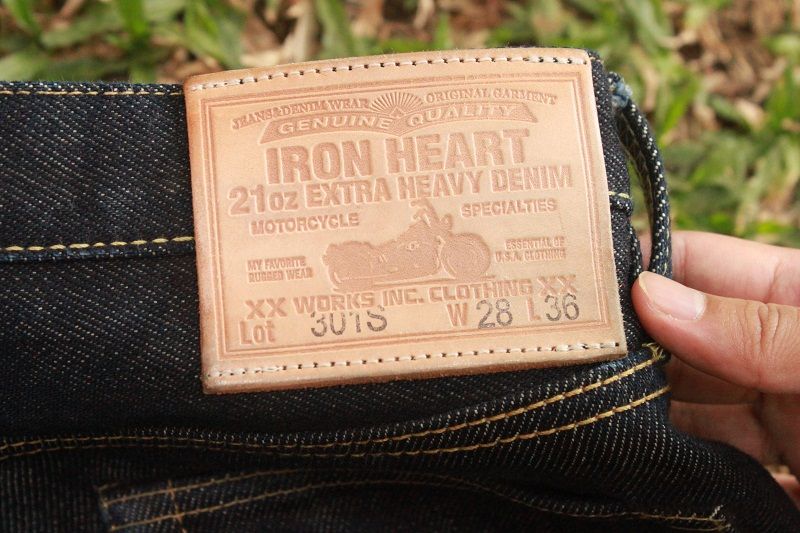 JEANS&DENIM WEAR ORIGINAL GARMENT
GENUINE QUALITY
IRON HEART
21oz EXTRA HEAVY DENIM
MOTORCYCLE SPECIALTIES
MY FAVORITE RUGGED WEAR
ESSENTIAL OF U.S.A. CLOTHING
XX WORKS INC. CLOTHING XX
Lot 301S W 28 L 36